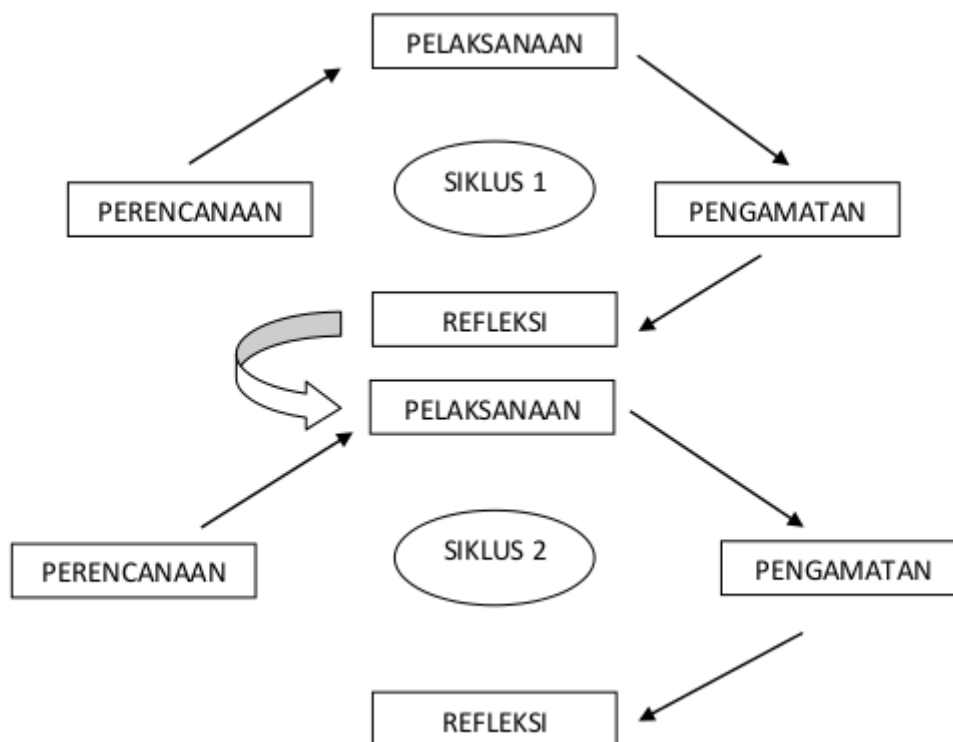 PELAKSANAAN
SIKLUS 1
PERENCANAAN
PENGAMATAN
REFLEKSI
PELAKSANAAN
SIKLUS 2
PERENCANAAN
PENGAMATAN
REFLEKSI